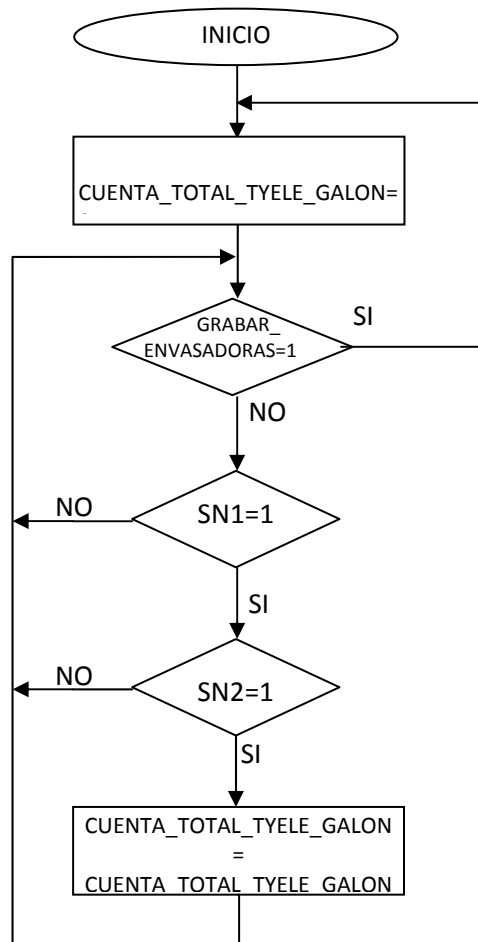 INICIO
CUENTA_TOTAL_TYELE_GALON=
GRABAR_
ENVASADORAS=1
SI
NO
SN1=1
NO
SI
SN2=1
NO
SI
CUENTA_TOTAL_TYELE_GALON
=
CUENTA_TOTAL_TYELE_GALON